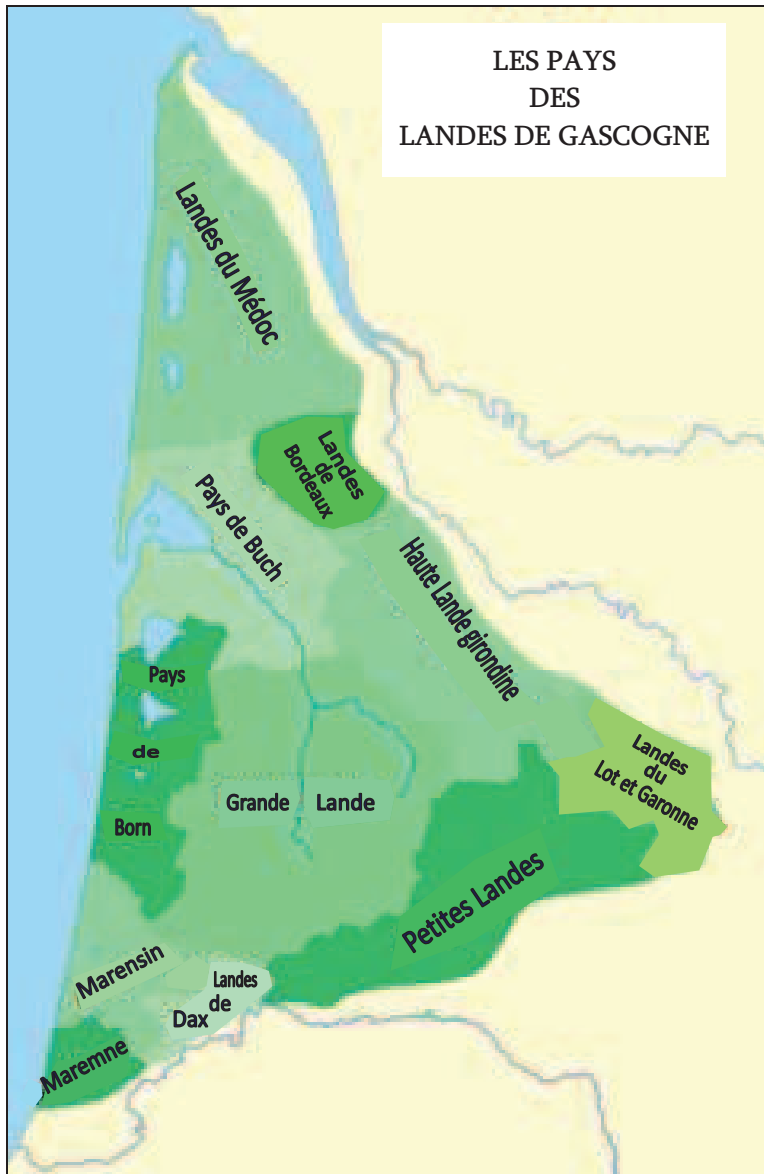 LES PAYS
DES
LANDES DE GASCOGNE
Landes du Médoc
Landes
de
Bordeaux
Pays de Buch
Haute Lande girondine
Pays
de
Born
Landes
du
Lot et Garonne
Grande Lande
Petites Landes
Marensin
Landes
de
Dax
Maremne